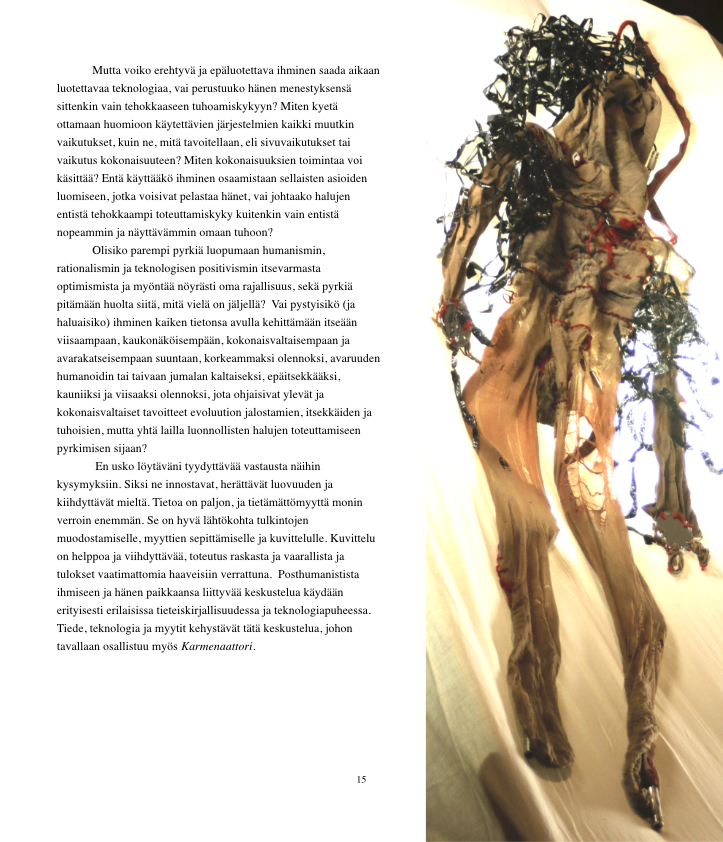 Mutta voiko erehtyvä ja epäluotettava ihminen saada aikaan
luotettavaa teknologiaa, vai perustuuko hänen menestyksensä
sittenkin vain tehokkaaseen tuhoamiskykyyn? Miten kyetä
ottamaan huomioon käytettävien järjestelmien kaikki muutkin
vaikutukset, kuin ne, mitä tavoitellaan, eli sivuvaikutukset tai
vaikutus kokonaisuuteen? Miten kokonaisuuksien toimintaa voi
käsittää? Entä käyttääkö ihminen osaamistaan sellaisten asioiden
luomiseen, jotka voisivat pelastaa hänet, vai johtaako halujen
entistä tehokkaampi toteuttamiskyky kuitenkin vain entistä
nopeammin ja näyttävämmin omaan tuhoon?
Olisiko parempi pyrkiä luopumaan humanismin,
rationalismin ja teknologisen positivismin itsevarmasta
optimismista ja myöntää nöyrästi oma rajallisuus, sekä pyrkiä
pitämään huolta siitä, mitä vielä on jäljellä?  Vai pystyisikö (ja
haluaisiko) ihminen kaiken tietonsa avulla kehittämään itseään
viisaampaan, kaukonäköisempään, kokonaisvaltaisempaan ja
avarakatseisempaan suuntaan, korkeammaksi olennoksi, avaruuden
humanoidin tai taivaan jumalan kaltaiseksi, epäitsekkääksi,
kauniiksi ja viisaaksi olennoksi, jota ohjaisivat ylevät ja
kokonaisvaltaiset tavoitteet evoluution jalostamien, itsekkäiden ja
tuhoisien, mutta yhtä lailla luonnollisten halujen toteuttamiseen
pyrkimisen sijaan?
En usko löytäväni tyydyttävää vastausta näihin
kysymyksiin. Siksi ne innostavat, herättävät luovuuden ja
kiihdyttävät mieltä. Tietoa on paljon, ja tietämättömyyttä monin
verroin enemmän. Se on hyvä lähtökohta tulkintojen
muodostamiselle, myyttien sepittämiselle ja kuvittelulle. Kuvittelu
on helppoa ja viihdyttävää, toteutus raskasta ja vaarallista ja
tulokset vaatimattomia haaveisiin verrattuna.  Posthumanistista
ihmiseen ja hänen paikkaansa liittyvää keskustelua käydään
erityisesti erilaisissa tieteiskirjallisuudessa ja teknologiapuheessa.
Tiede, teknologia ja myytit kehystävät tätä keskustelua, johon
tavallaan osallistuu myös Karmenaattori.
15